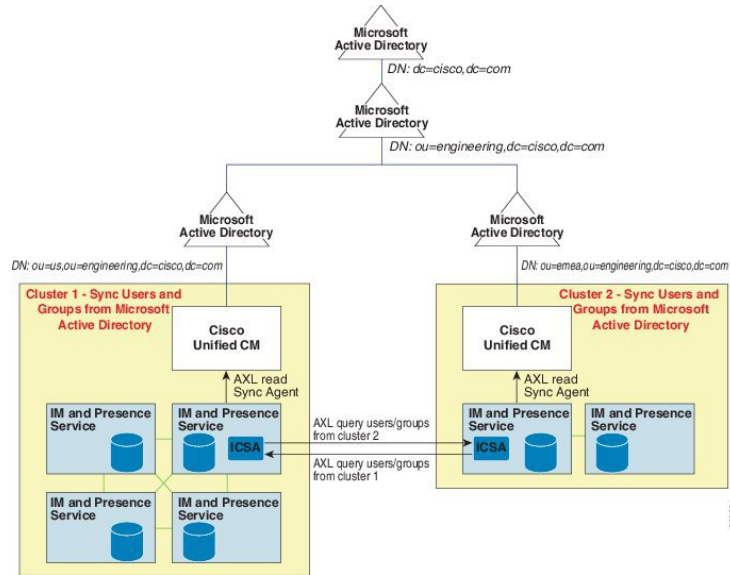 Microsoft
Active Directory
DN: dc=cisco,dc=com
Microsoft
Active Directory
DN: ou=engineering,dc=cisco,dc=com
Microsoft
Active Directory
DN: ou=us,ou=engineering,dc=cisco,dc=com
Microsoft
Active Directory
DN: ou=emea,ou=engineering,dc=cisco,dc=com
Cluster 1 - Sync Users and
Groups from Microsoft
Active Directory
Cisco
Unified CM
AXL read
Sync Agent
IM and Presence
Service
IM and Presence
Service
ICSA
IM and Presence
Service
IM and Presence
Service
AXL query users/groups
from cluster 2
AXL query users/groups
from cluster 1
Cluster 2 - Sync Users and
Groups from Microsoft
Active Directory
Cisco
Unified CM
AXL read
Sync Agent
IM and Presence
Service
ICSA
IM and Presence
Service